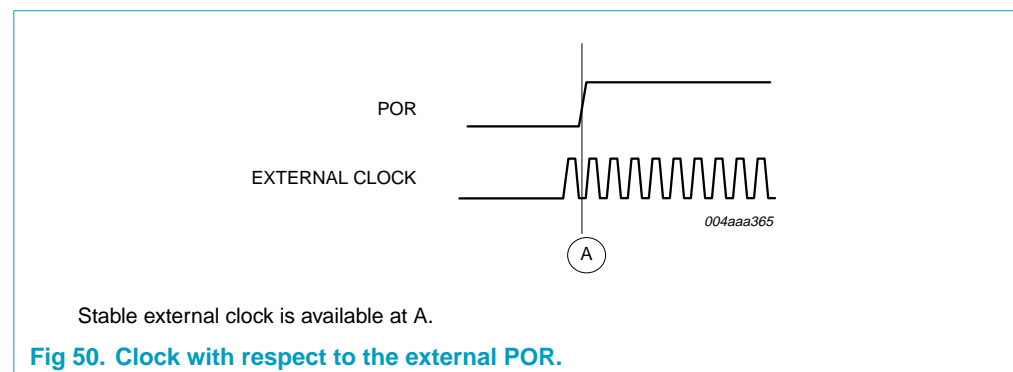 POR
EXTERNAL CLOCK
004aaa365
A
Stable external clock is available at A.
Fig 50. Clock with respect to the external POR.